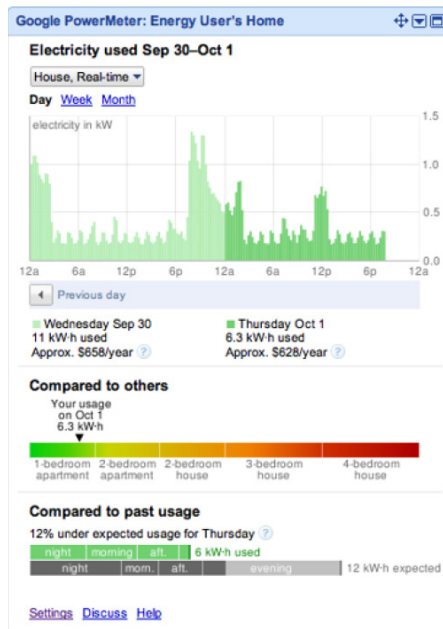 Google PowerMeter: Energy User's Home
Electricity used Sep 30–Oct 1
House, Real-time
Day Week Month
electricity in kW
1.5
1.0
0.5
0.0
12a 6a 12p 6p 12a 6a 12p 6p 12a
Previous day
Wednesday Sep 30
11 kW·h used
Approx. $658/year ?
Thursday Oct 1
6.3 kW·h used
Approx. $628/year ?
Compared to others
Your usage
on Oct 1
6.3 kW·h
1-bedroom
apartment
2-bedroom
apartment
2-bedroom
house
3-bedroom
house
4-bedroom
house
Compared to past usage
12% under expected usage for Thursday ?
night morning aft. 6 kW·h used
night morn. aft. evening 12 kW·h expected
Settings Discuss Help